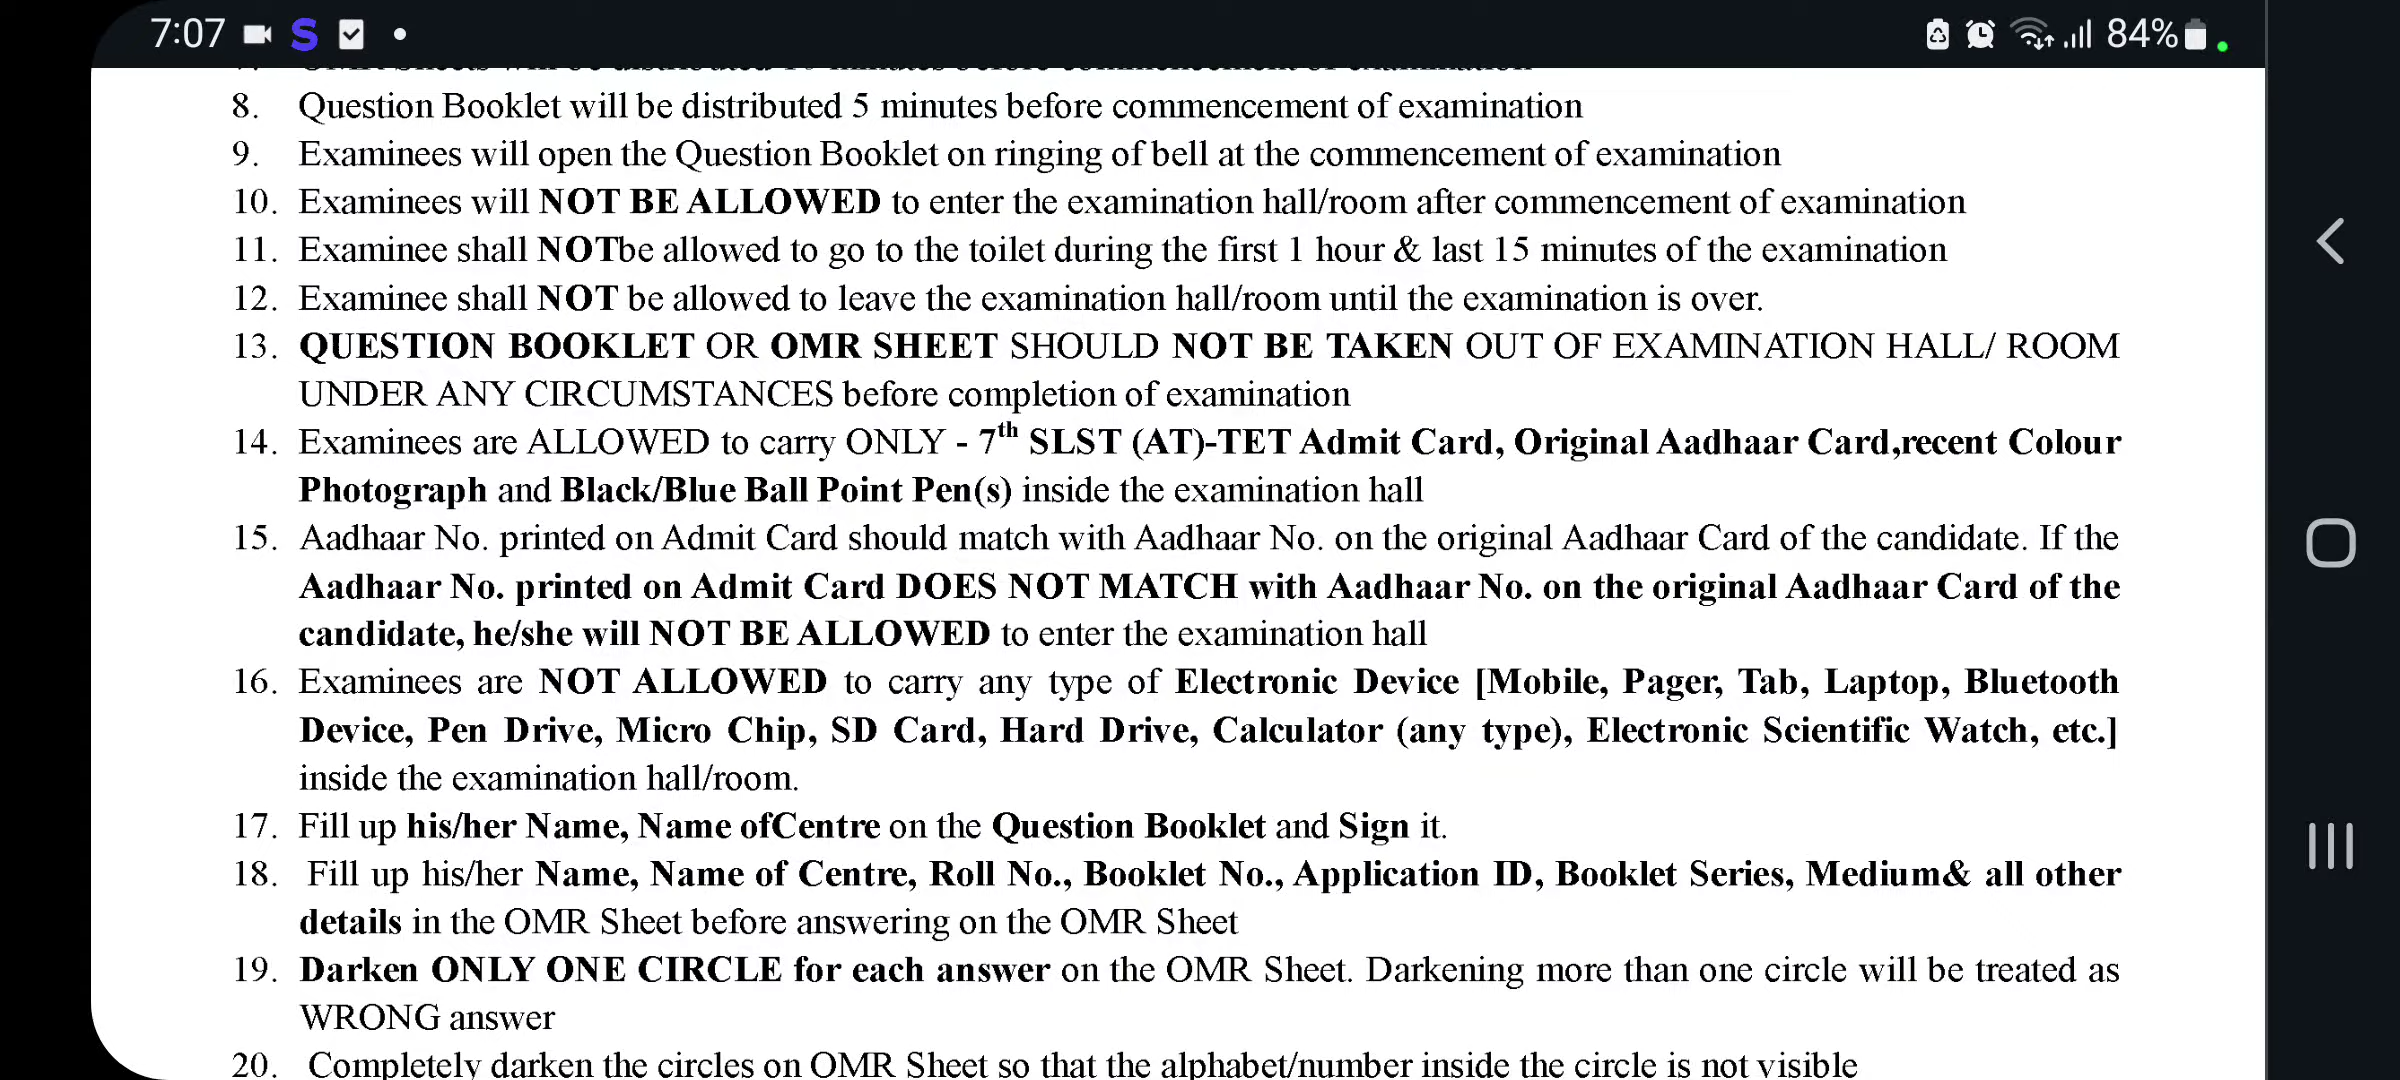 7:07 S 84%
8. Question Booklet will be distributed 5 minutes before commencement of examination
9. Examinees will open the Question Booklet on ringing of bell at the commencement of examination
10. Examinees will NOT BE ALLOWED to enter the examination hall/room after commencement of examination
11. Examinee shall NOTbe allowed to go to the toilet during the first 1 hour & last 15 minutes of the examination
12. Examinee shall NOT be allowed to leave the examination hall/room until the examination is over.
13. QUESTION BOOKLET OR OMR SHEET SHOULD NOT BE TAKEN OUT OF EXAMINATION HALL/ ROOM
UNDER ANY CIRCUMSTANCES before completion of examination
14. Examinees are ALLOWED to carry ONLY - 7th SLST (AT)-TET Admit Card, Original Aadhaar Card,recent Colour
Photograph and Black/Blue Ball Point Pen(s) inside the examination hall
15. Aadhaar No. printed on Admit Card should match with Aadhaar No. on the original Aadhaar Card of the candidate. If the
Aadhaar No. printed on Admit Card DOES NOT MATCH with Aadhaar No. on the original Aadhaar Card of the
candidate, he/she will NOT BE ALLOWED to enter the examination hall
16. Examinees are NOT ALLOWED to carry any type of Electronic Device [Mobile, Pager, Tab, Laptop, Bluetooth
Device, Pen Drive, Micro Chip, SD Card, Hard Drive, Calculator (any type), Electronic Scientific Watch, etc.]
inside the examination hall/room.
17. Fill up his/her Name, Name ofCentre on the Question Booklet and Sign it.
18. Fill up his/her Name, Name of Centre, Roll No., Booklet No., Application ID, Booklet Series, Medium& all other
details in the OMR Sheet before answering on the OMR Sheet
19. Darken ONLY ONE CIRCLE for each answer on the OMR Sheet. Darkening more than one circle will be treated as
WRONG answer
20. Completely darken the circles on OMR Sheet so that the alphabet/number inside the circle is not visible